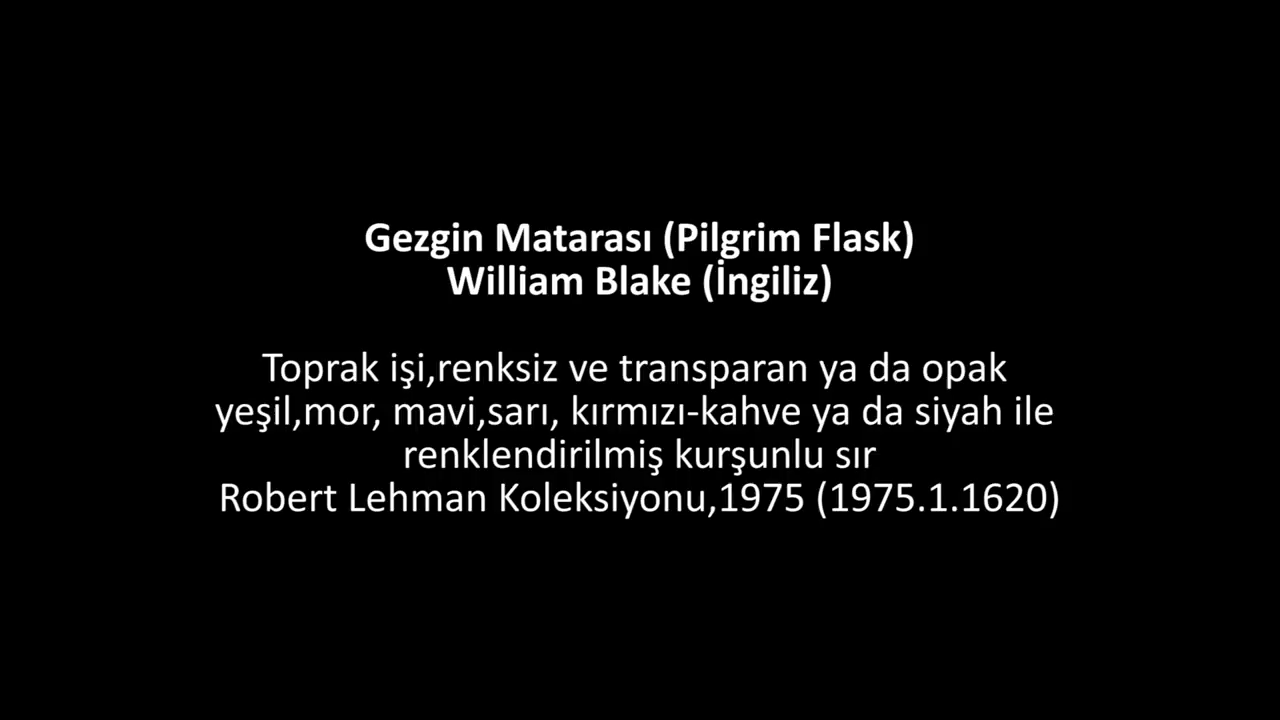 Gezgin Matarası (Pilgrim Flask)
William Blake (İngiliz)
Toprak işi,renksiz ve transparan ya da opak
yeşil,mor, mavi,sarı, kırmızı-kahve ya da siyah ile
renklendirilmiş kurşunlu sır
Robert Lehman Koleksiyonu,1975 (1975.1.1620)